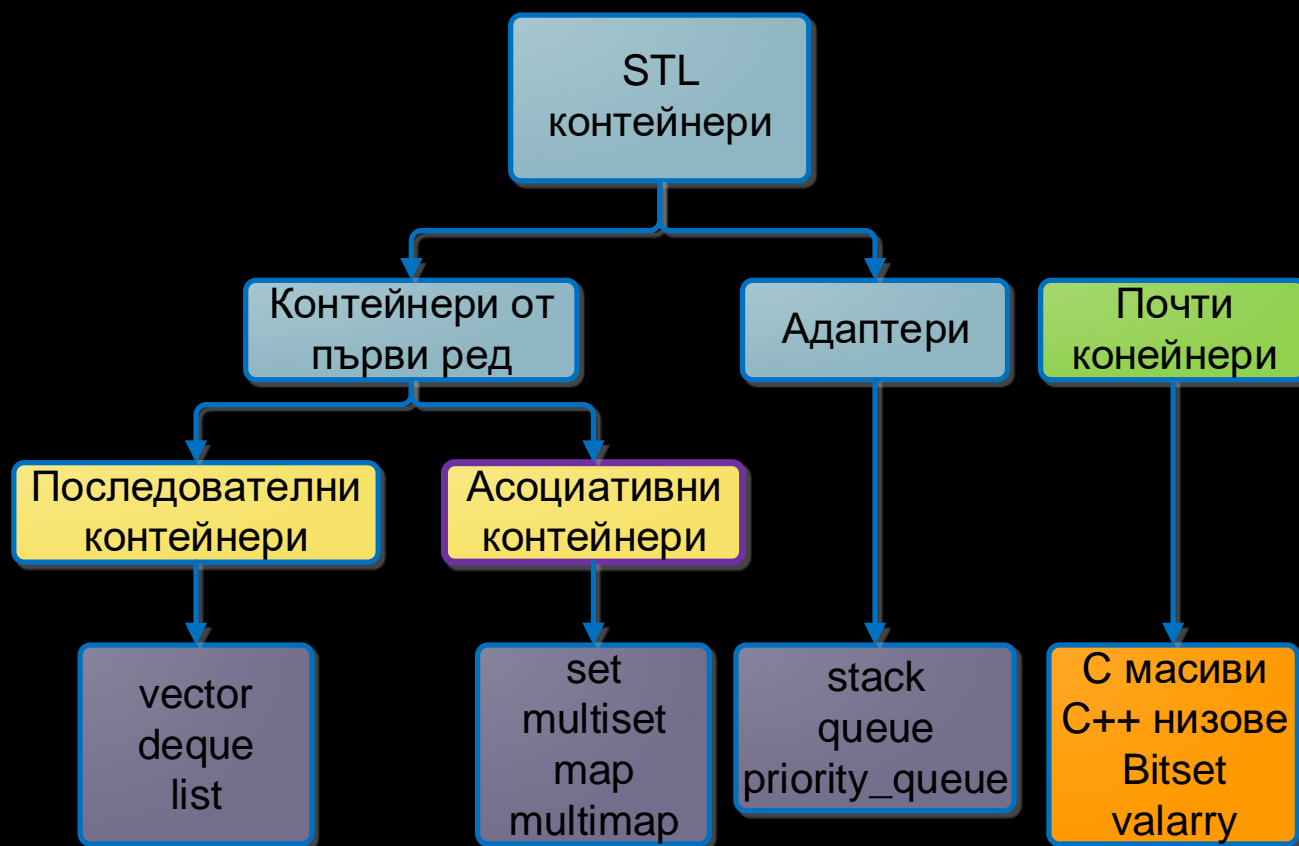 STL
контейнери
Контейнери от
първи ред
Адаптери
Почти
конейнери
Последователни
контейнери
Асоциативни
контейнери
vector
deque
list
set
multiset
map
multimap
stack
queue
priority_queue
С масиви
С++ низове
Bitset
valarry